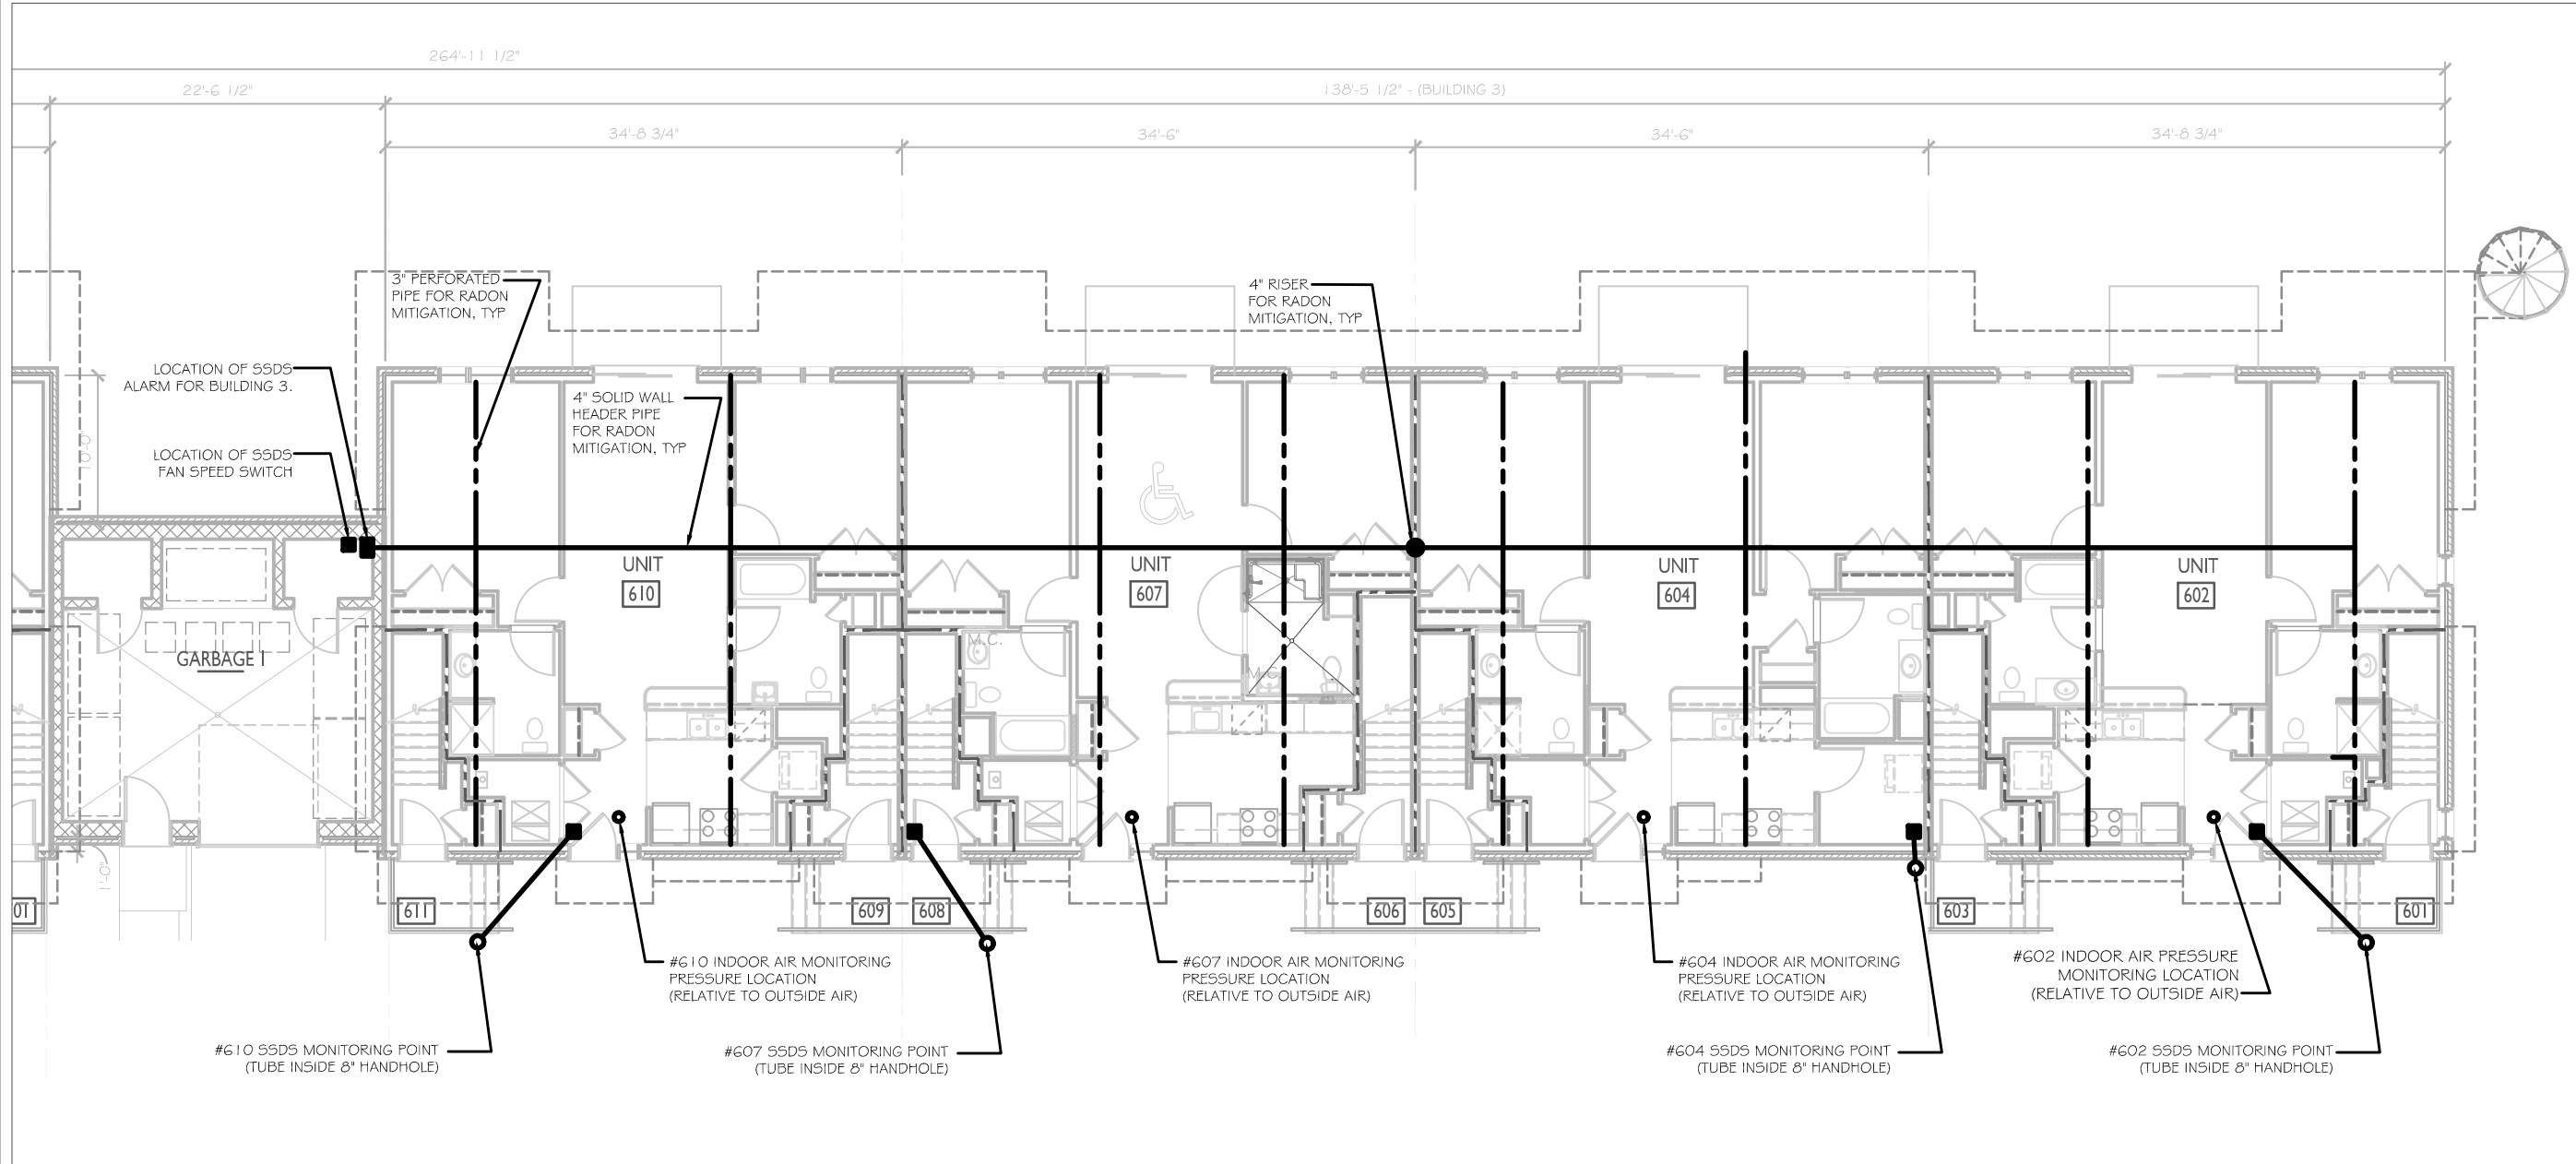 264'-11 1/2"
22'-6 1/2"
138'-5 1/2" - (BUILDING 3)
34'-8 3/4"
34'-6"
34'-6"
34'-8 3/4"
3" PERFORATED
PIPE FOR RADON
MITIGATION, TYP
4" RISER
FOR RADON
MITIGATION, TYP
LOCATION OF SSDS
ALARM FOR BUILDING 3.
4" SOLID WALL
HEADER PIPE
FOR RADON
MITIGATION, TYP
LOCATION OF SSDS
FAN SPEED SWITCH
10'-0"
UNIT
610
UNIT
607
UNIT
604
UNIT
602
GARBAGE 1
M.C.
M.C.
1'-0"
01
611
609
608
606
605
603
601
#610 INDOOR AIR MONITORING
PRESSURE LOCATION
(RELATIVE TO OUTSIDE AIR)
#607 INDOOR AIR MONITORING
PRESSURE LOCATION
(RELATIVE TO OUTSIDE AIR)
#604 INDOOR AIR MONITORING
PRESSURE LOCATION
(RELATIVE TO OUTSIDE AIR)
#602 INDOOR AIR PRESSURE
MONITORING LOCATION
(RELATIVE TO OUTSIDE AIR)
#610 SSDS MONITORING POINT
(TUBE INSIDE 8" HANDHOLE)
#607 SSDS MONITORING POINT
(TUBE INSIDE 8" HANDHOLE)
#604 SSDS MONITORING POINT
(TUBE INSIDE 8" HANDHOLE)
#602 SSDS MONITORING POINT
(TUBE INSIDE 8" HANDHOLE)